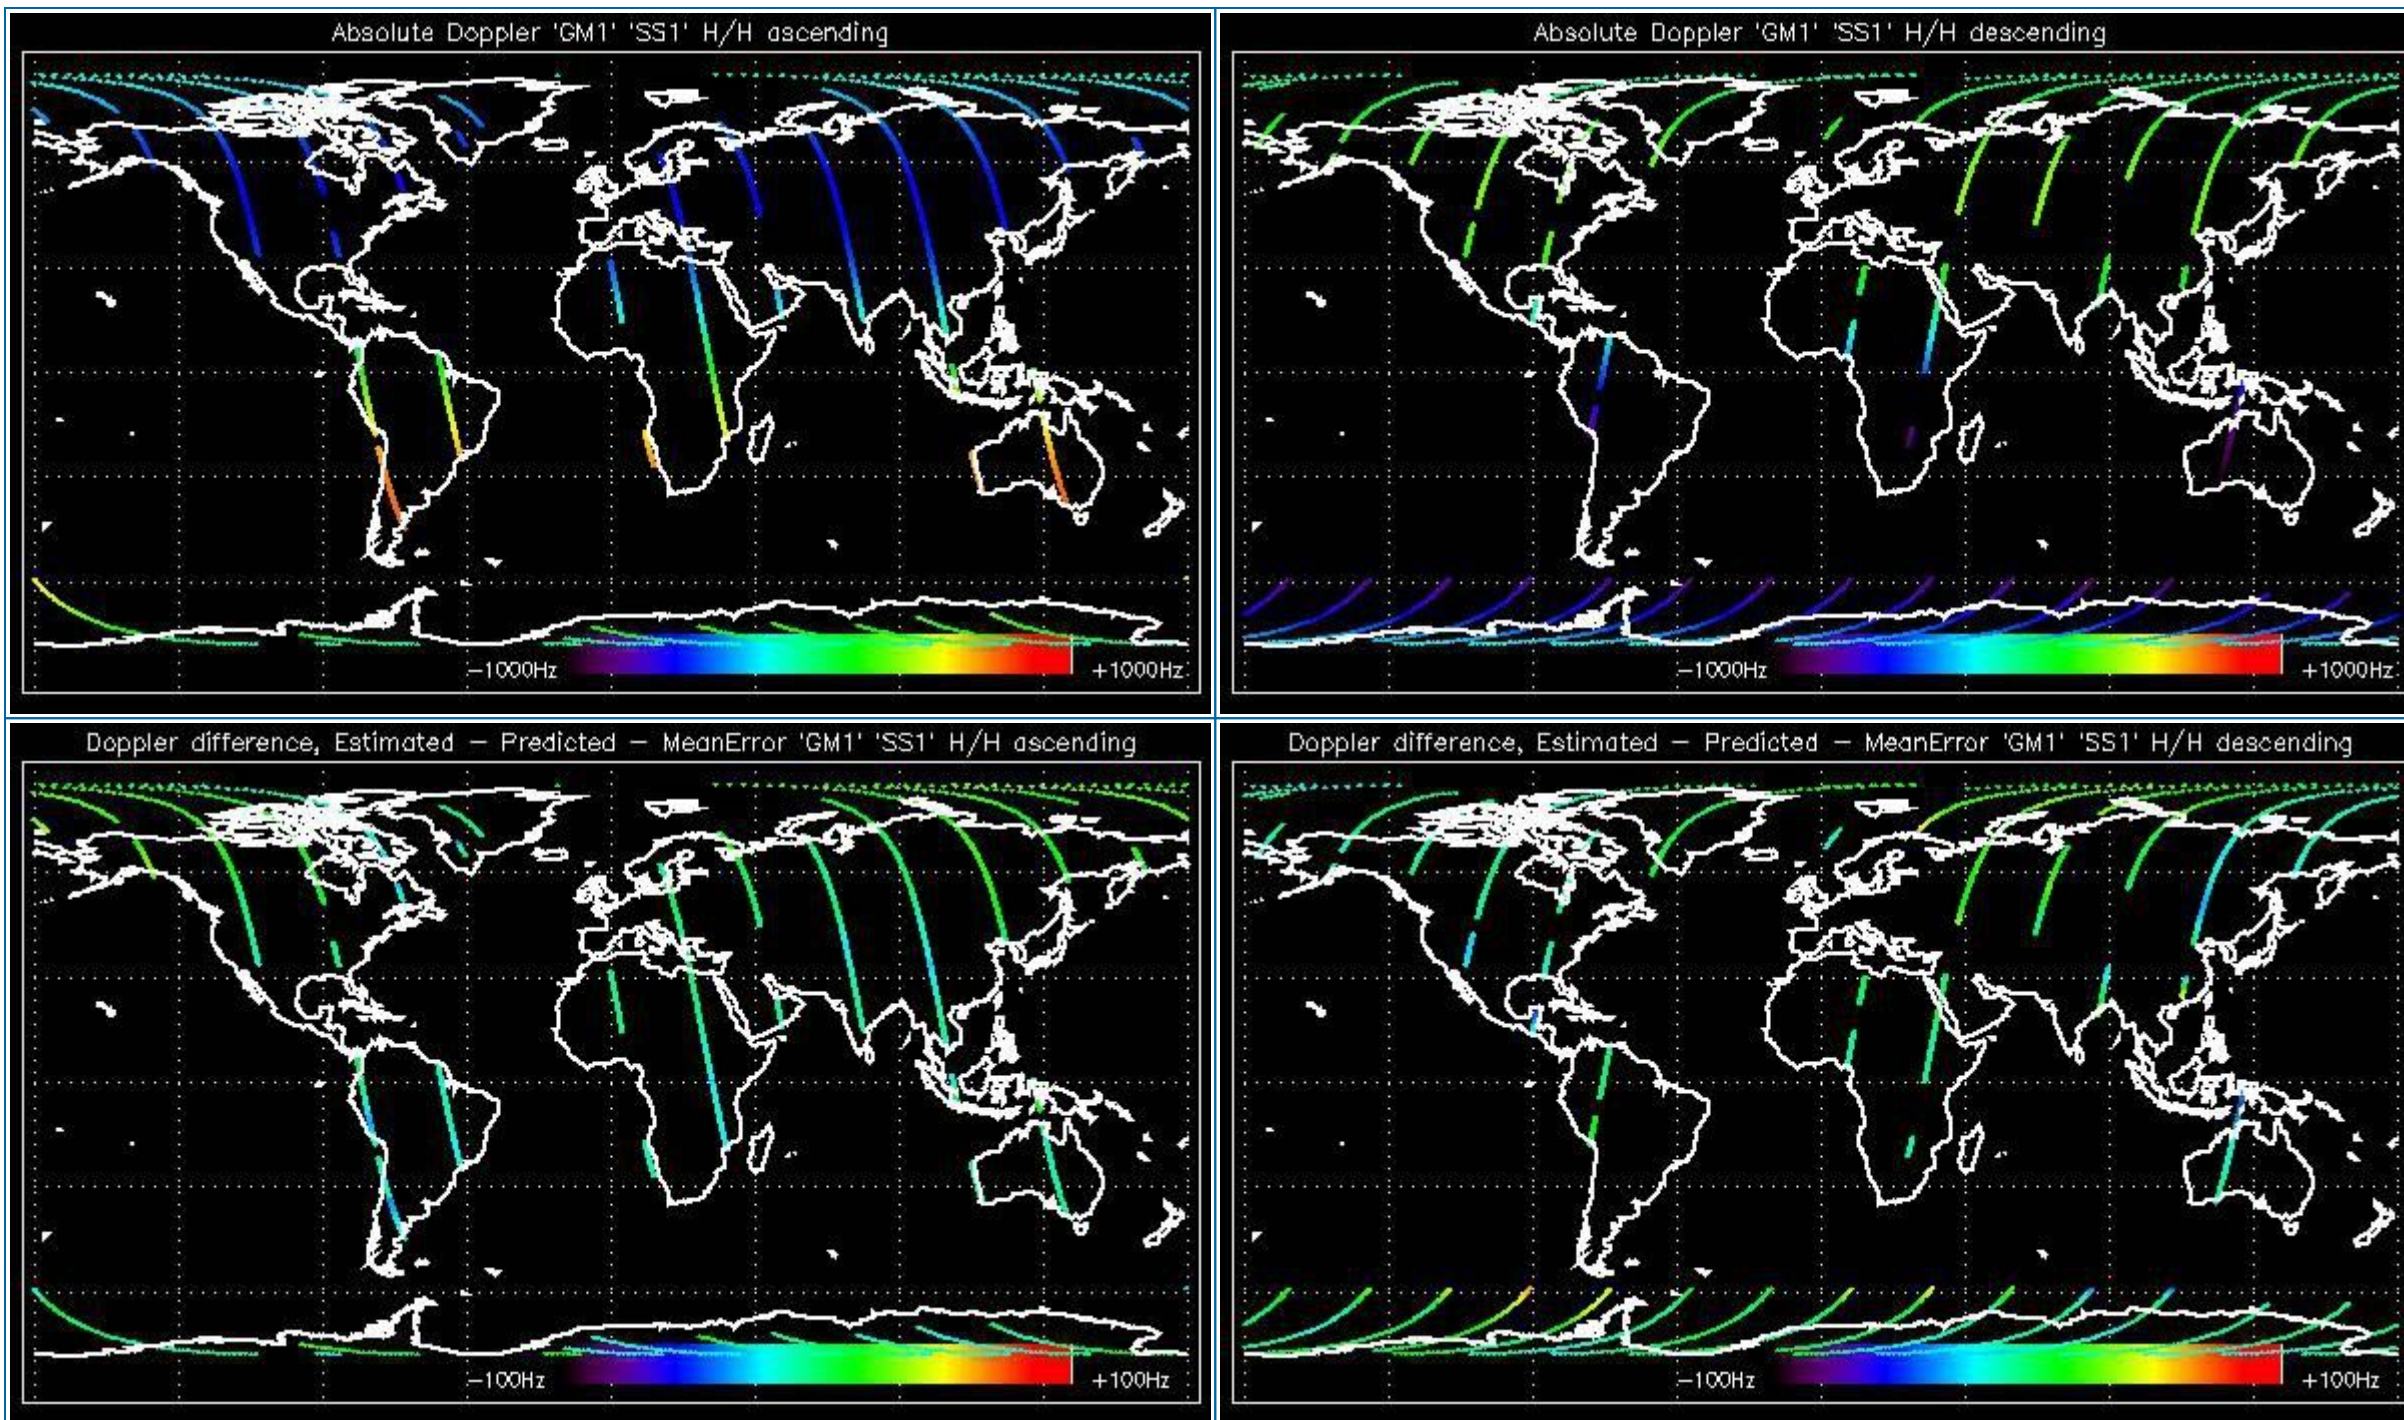 Absolute Doppler 'GM1' 'SS1' H/H ascending
−1000Hz +1000Hz
Absolute Doppler 'GM1' 'SS1' H/H descending
−1000Hz +1000Hz
Doppler difference, Estimated − Predicted − MeanError 'GM1' 'SS1' H/H ascending
−100Hz +100Hz
Doppler difference, Estimated − Predicted − MeanError 'GM1' 'SS1' H/H descending
−100Hz +100Hz